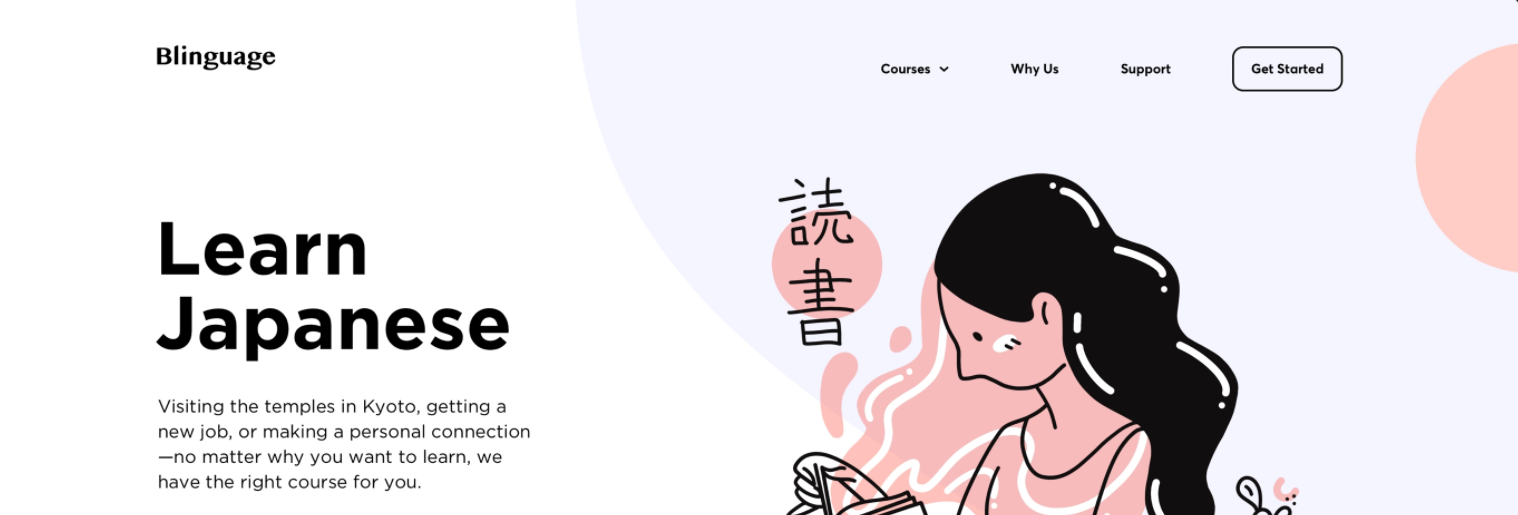 Blinguage
Courses
Why Us
Support
Get Started
読書
Learn
Japanese
Visiting the temples in Kyoto, getting a
new job, or making a personal connection
—no matter why you want to learn, we
have the right course for you.